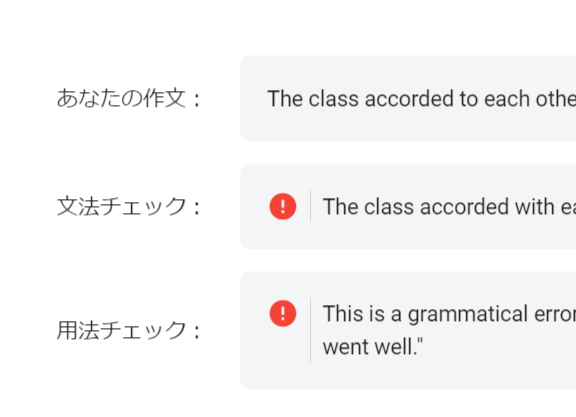 あなたの作文： The class accorded to each othe
文法チェック： The class accorded with ea
用法チェック： This is a grammatical error
went well."